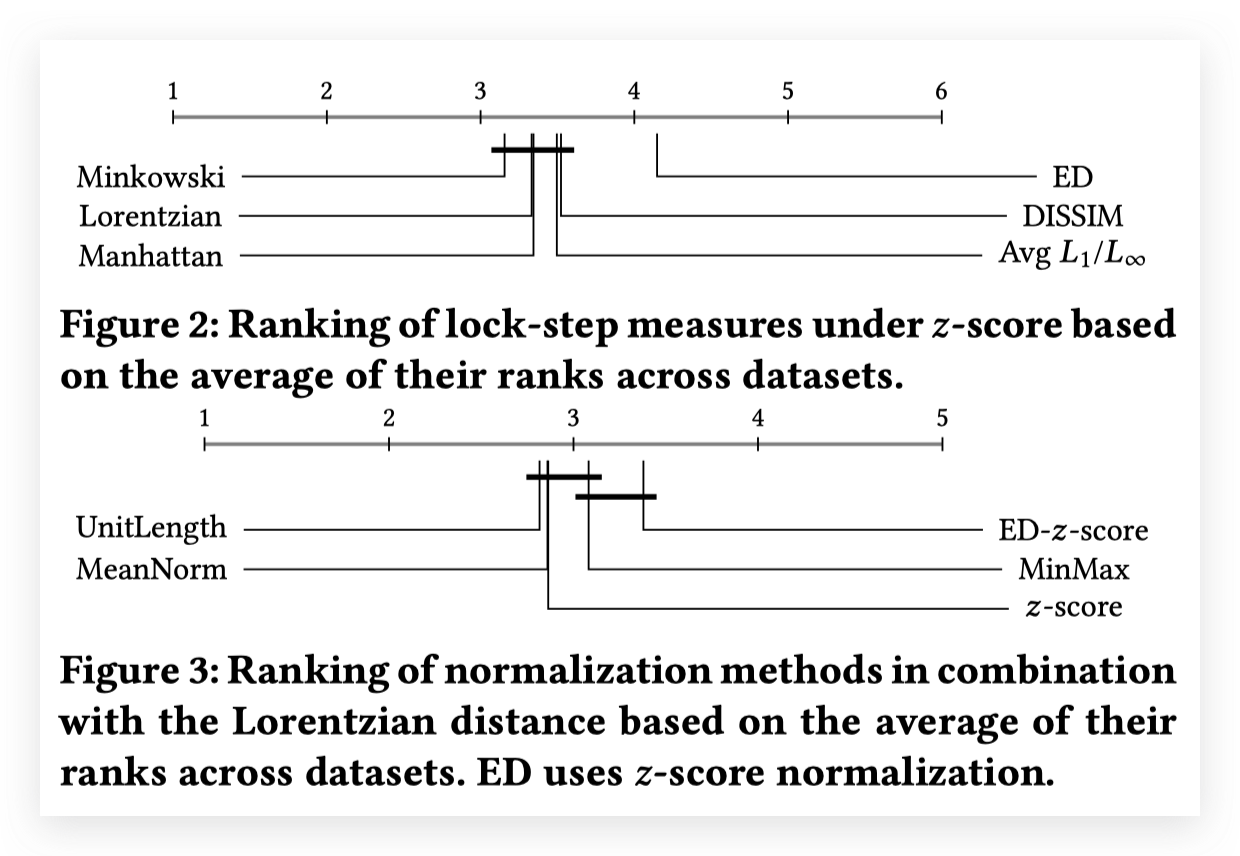 1 2 3 4 5 6
Minkowski ED
Lorentzian DISSIM
Manhattan Avg L₁/L∞
Figure 2: Ranking of lock-step measures under z-score based
on the average of their ranks across datasets.
1 2 3 4 5
UnitLength ED-z-score
MeanNorm MinMax
z-score
Figure 3: Ranking of normalization methods in combination
with the Lorentzian distance based on the average of their
ranks across datasets. ED uses z-score normalization.